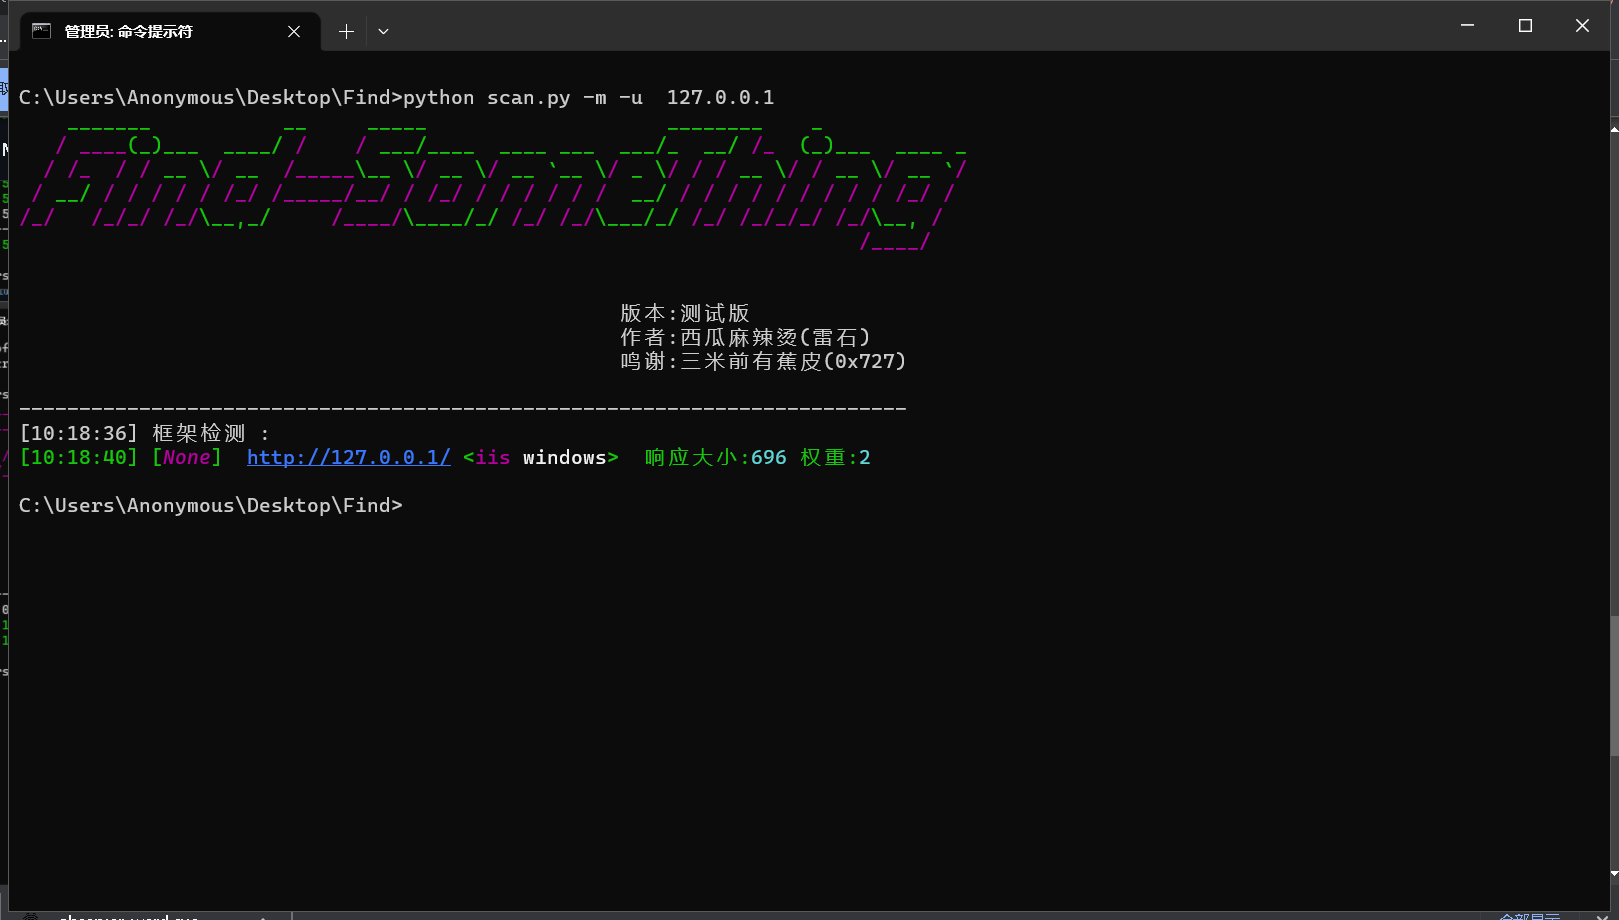 管理员: 命令提示符
C:\Users\Anonymous\Desktop\Find>python scan.py -m -u  127.0.0.1
Find-SomeThing
版本:测试版
作者:西瓜麻辣烫(雷石)
鸣谢:三米前有蕉皮(0x727)
--------------------------------------------------------------------------
[10:18:36] 框架检测 :
[10:18:40] [None]  http://127.0.0.1/ <iis windows>  响应大小:696 权重:2
C:\Users\Anonymous\Desktop\Find>